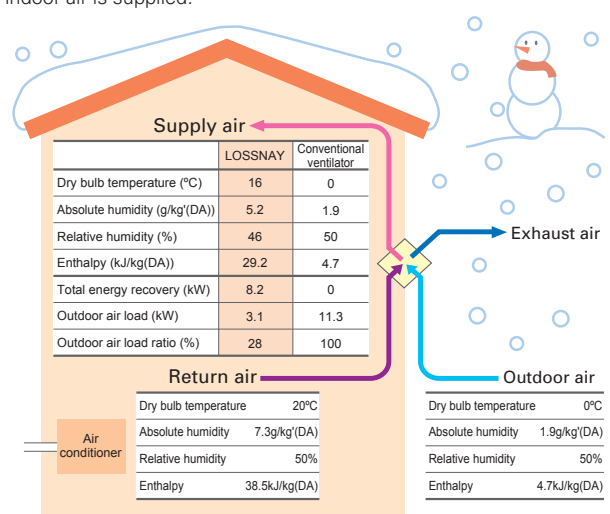 indoor air is supplied.
Supply air
LOSSNAY Conventional ventilator
Dry bulb temperature (ºC) 16 0
Absolute humidity (g/kg'(DA)) 5.2 1.9
Relative humidity (%) 46 50
Enthalpy (kJ/kg(DA)) 29.2 4.7
Total energy recovery (kW) 8.2 0
Outdoor air load (kW) 3.1 11.3
Outdoor air load ratio (%) 28 100
Exhaust air
Return air
Dry bulb temperature 20ºC
Absolute humidity 7.3g/kg'(DA)
Relative humidity 50%
Enthalpy 38.5kJ/kg(DA)
Air
conditioner
Outdoor air
Dry bulb temperature 0ºC
Absolute humidity 1.9g/kg'(DA)
Relative humidity 50%
Enthalpy 4.7kJ/kg(DA)